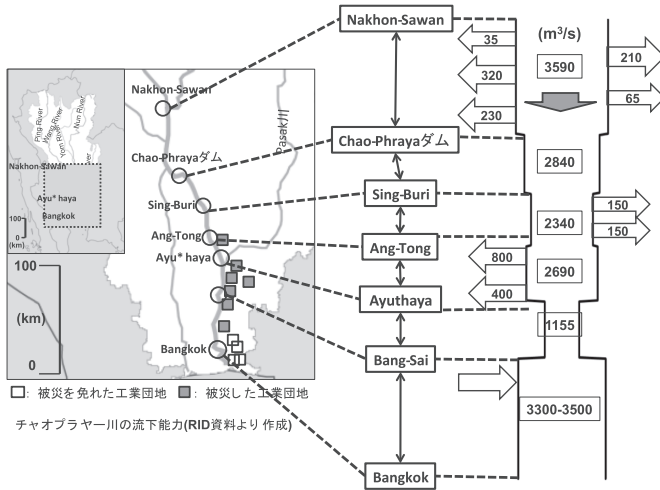 Nakhon-Sawan
(m³/s)
35
210
3590
320
65
230
Chao-Phrayaダム
2840
Sing-Buri
150
2340
150
Ang-Tong
800
2690
Ayuthaya
400
1155
Bang-Sai
3300-3500
Bangkok
Ping River
Wang River
Yom River
Nun River
Nakhon-Sawan
Ayu* haya
Bangkok
100
0
(km)
Nakhon-Sawan
Pasak川
Chao-Phrayaダム
Sing-Buri
Ang-Tong
Ayu* haya
Bangkok
100
(km)
0
: 被災を免れた工業団地 : 被災した工業団地
チャオプラヤー川の流下能力(RID資料より作成)